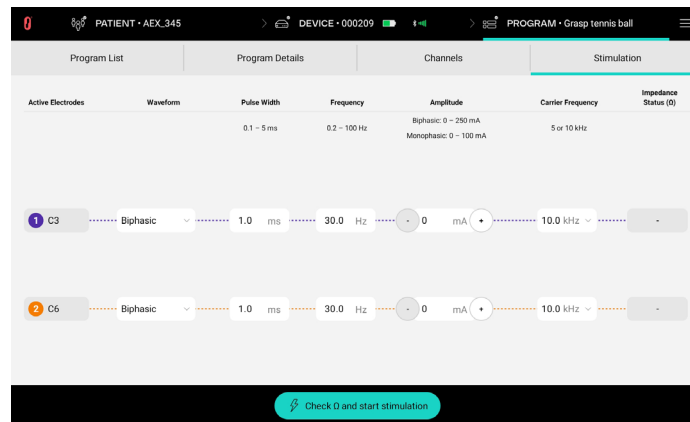 PATIENT • AEX_345 > DEVICE • 000209 > PROGRAM • Grasp tennis ball
Program List Program Details Channels Stimulation
Active Electrodes Waveform Pulse Width Frequency Amplitude Carrier Frequency Impedance Status (Ω)
0.1 – 5 ms 0.2 – 100 Hz Biphasic: 0 – 250 mA 5 or 10 kHz
Monophasic: 0 – 100 mA
1 C3 Biphasic 1.0 ms 30.0 Hz - 0 mA + 10.0 kHz -
2 C6 Biphasic 1.0 ms 30.0 Hz - 0 mA + 10.0 kHz -
Check Ω and start stimulation